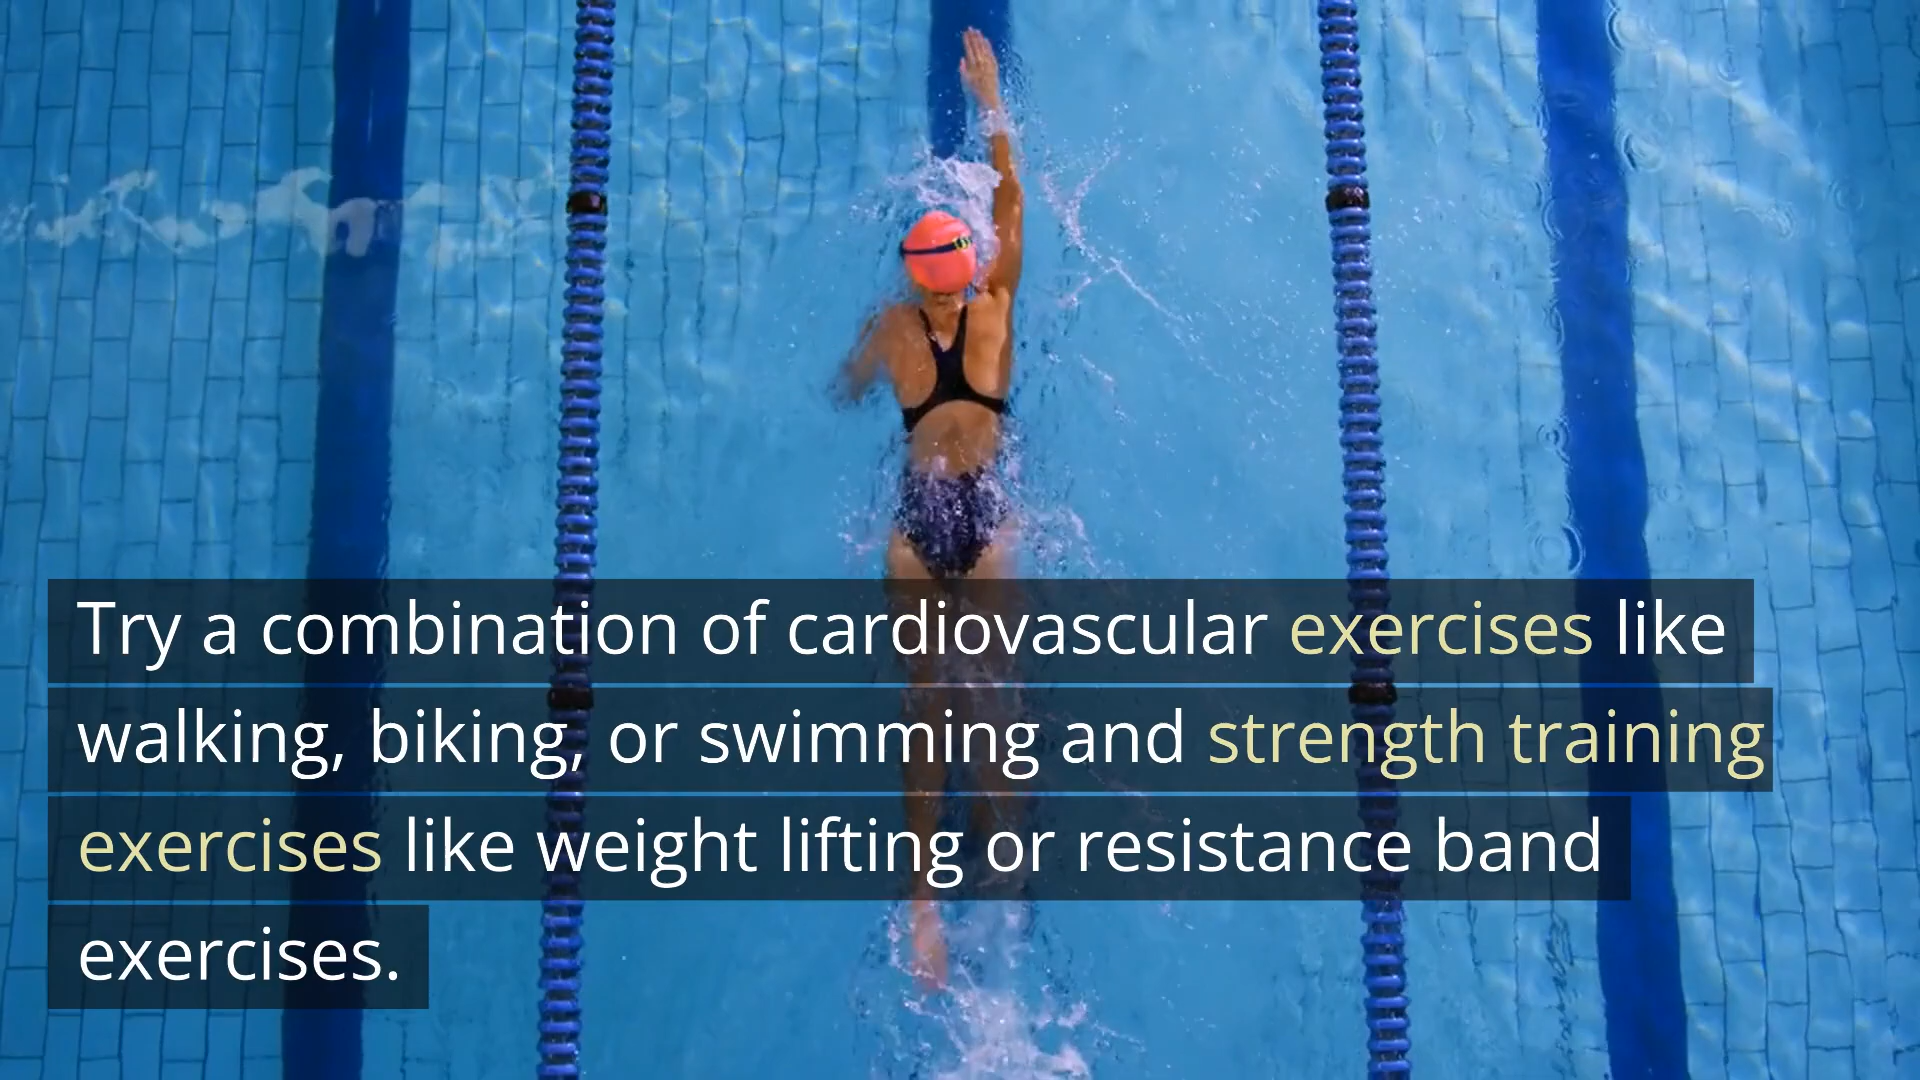 Try a combination of cardiovascular exercises like
walking, biking, or swimming and strength training
exercises like weight lifting or resistance band
exercises.